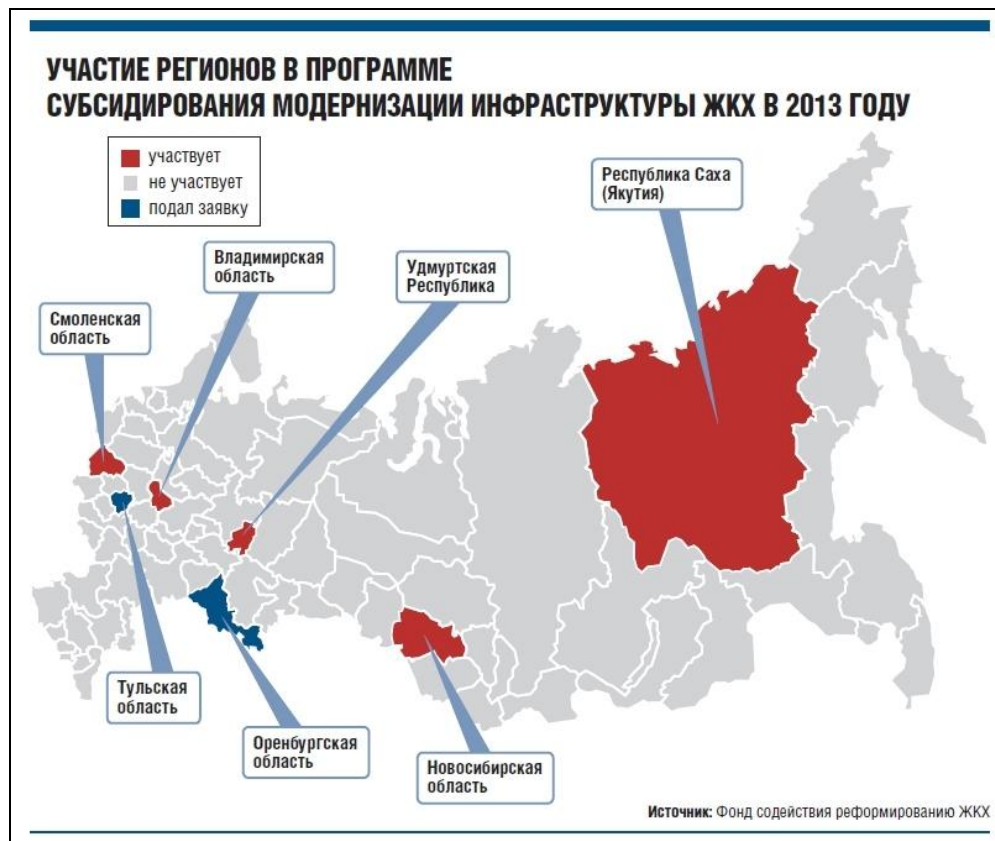 УЧАСТИЕ РЕГИОНОВ В ПРОГРАММЕ
СУБСИДИРОВАНИЯ МОДЕРНИЗАЦИИ ИНФРАСТРУКТУРЫ ЖКХ В 2013 ГОДУ
участвует
не участвует
подал заявку
Республика Саха
(Якутия)
Владимирская
область
Удмуртская
Республика
Смоленская
область
Тульская
область
Оренбургская
область
Новосибирская
область
Источник: Фонд содействия реформированию ЖКХ